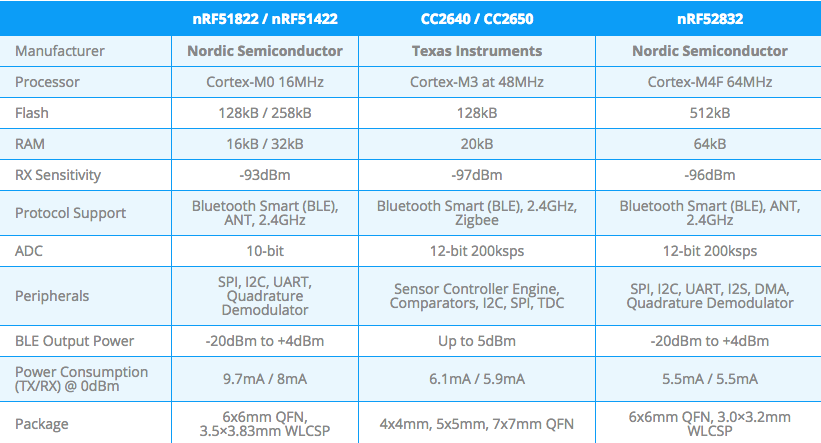 nRF51822 / nRF51422 CC2640 / CC2650 nRF52832
Manufacturer Nordic Semiconductor Texas Instruments Nordic Semiconductor
Processor Cortex-M0 16MHz Cortex-M3 at 48MHz Cortex-M4F 64MHz
Flash 128kB / 258kB 128kB 512kB
RAM 16kB / 32kB 20kB 64kB
RX Sensitivity -93dBm -97dBm -96dBm
Protocol Support Bluetooth Smart (BLE), Bluetooth Smart (BLE), 2.4GHz, Bluetooth Smart (BLE), ANT,
ANT, 2.4GHz Zigbee 2.4GHz
ADC 10-bit 12-bit 200ksps 12-bit 200ksps
Peripherals SPI, I2C, UART, Sensor Controller Engine, SPI, I2C, UART, I2S, DMA,
Quadrature Comparators, I2C, SPI, TDC Quadrature Demodulator
Demodulator
BLE Output Power -20dBm to +4dBm Up to 5dBm -20dBm to +4dBm
Power Consumption 9.7mA / 8mA 6.1mA / 5.9mA 5.5mA / 5.5mA
(TX/RX) @ 0dBm
Package 6x6mm QFN, 4x4mm, 5x5mm, 7x7mm QFN 6x6mm QFN, 3.0×3.2mm
3.5×3.83mm WLCSP WLCSP